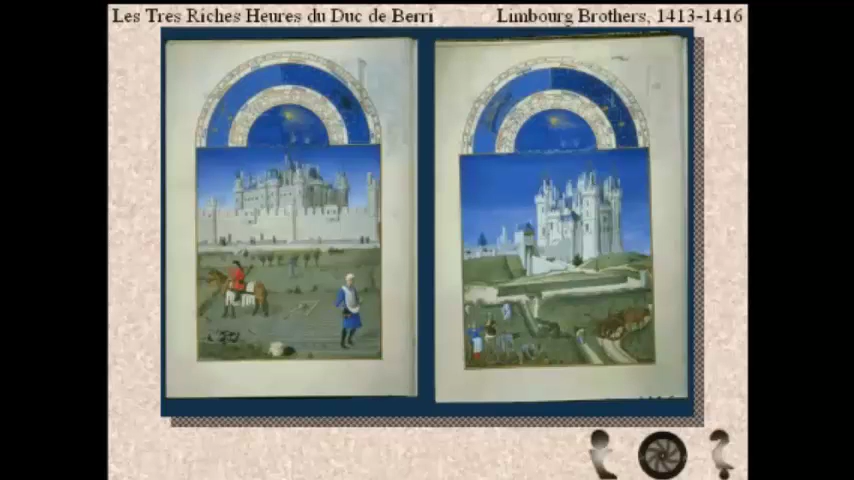 Les Tres Riches Heures du Duc de Berri
Limbourg Brothers, 1413-1416